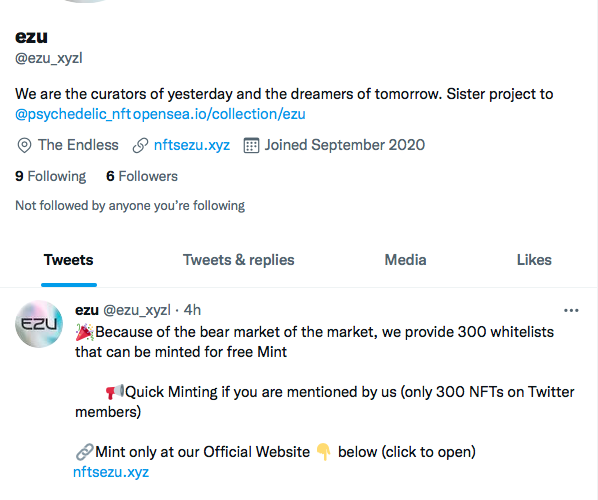 ezu
@ezu_xyzl
We are the curators of yesterday and the dreamers of tomorrow. Sister project to
@psychedelic_nftopensea.io/collection/ezu
The Endless nftsezu.xyz Joined September 2020
9 Following 6 Followers
Not followed by anyone you’re following
Tweets Tweets & replies Media Likes
EZU
ezu @ezu_xyzl · 4h
🎉Because of the bear market of the market, we provide 300 whitelists
that can be minted for free Mint
📢Quick Minting if you are mentioned by us (only 300 NFTs on Twitter
members)
🔗Mint only at our Official Website 👇 below (click to open)
nftsezu.xyz